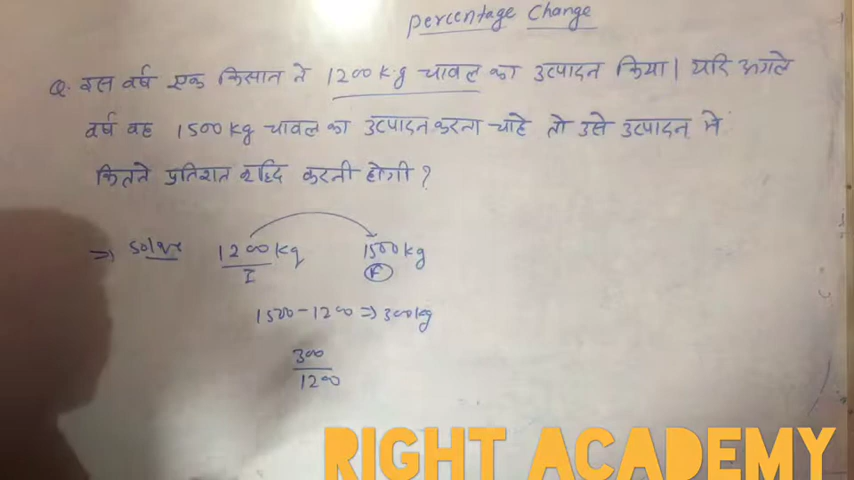 Percentage Change
Q. इस वर्ष एक किसान ने 1200 K.g चावल का उत्पादन किया। यदि अगले
वर्ष वह 1500 kg चावल का उत्पादन करना चाहे तो उसे उत्पादन मे
कितने प्रतिशत वृद्धि करनी होगी ?
=> Solve 1200 kg 1500 kg
I F
1500 - 1200 => 300 kg
300
1200
RIGHT ACADEMY